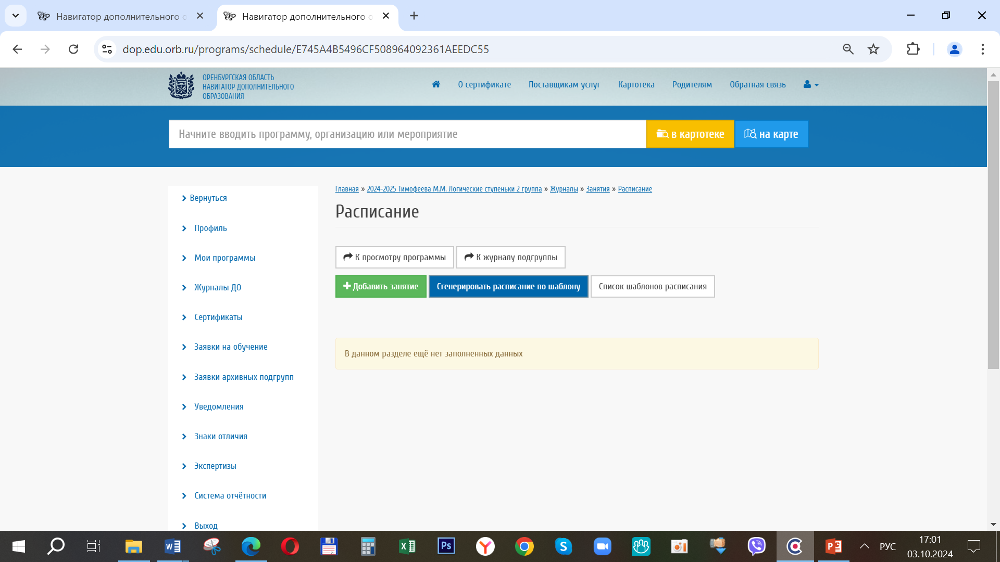 Навигатор дополнительного о
Навигатор дополнительного о
dop.edu.orb.ru/programs/schedule/E745A4B5496CF508964092361AEEDC55
ОРЕНБУРГСКАЯ ОБЛАСТЬ
НАВИГАТОР ДОПОЛНИТЕЛЬНОГО
ОБРАЗОВАНИЯ
О сертификате
Поставщикам услуг
Картотека
Родителям
Обратная связь
Начните вводить программу, организацию или мероприятие
в картотеке
на карте
Вернуться
Профиль
Мои программы
Журналы ДО
Сертификаты
Заявки на обучение
Заявки архивных подгрупп
Уведомления
Знаки отличия
Экспертизы
Система отчётности
Выход
Главная » 2024-2025 Тимофеева М.М. Логические ступеньки 2 группа » Журналы » Занятия » Расписание
Расписание
К просмотру программы
К журналу подгруппы
Добавить занятие
Сгенерировать расписание по шаблону
Список шаблонов расписания
В данном разделе ещё нет заполненных данных
РУС
17:01
03.10.2024